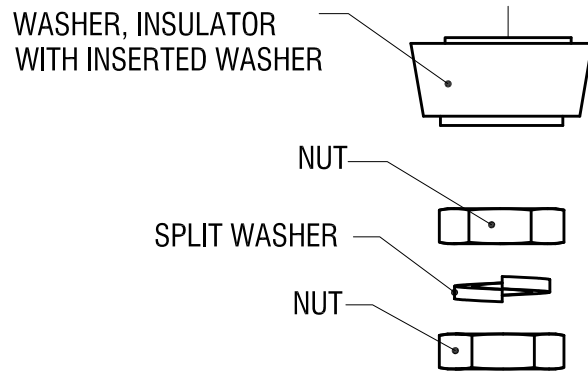 WASHER, INSULATOR
WITH INSERTED WASHER
NUT
SPLIT WASHER
NUT